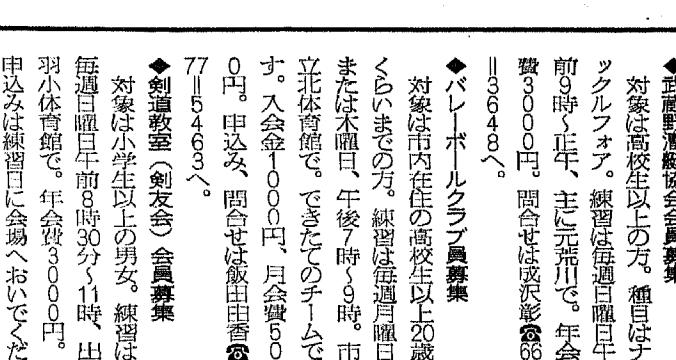 ◆武蔵野漕艇協会会員募集
対象は高校生以上の方。種目はナ
ックルフォア。練習は毎週日曜日午
前9時〜正午、主に元荒川で。年会
費3000円。問合せは成沢彰☎66
=3648へ。
◆バレーボールクラブ員募集
対象は市内在住の高校生以上20歳
くらいまでの方。練習は毎週月曜日
または木曜日、午後7時〜9時。市
立北体育館で。できたてのチームで
す。入会金1000円、月会費50
0円。申込み、問合せは飯田由香☎
77=5463へ。
◆剣道教室(剣友会)会員募集
対象は小学生以上の男女。練習は
毎週日曜日午前8時30分〜11時、出
羽小体育館で。年会費3000円。
申込みは練習日に会場へおいでくだ